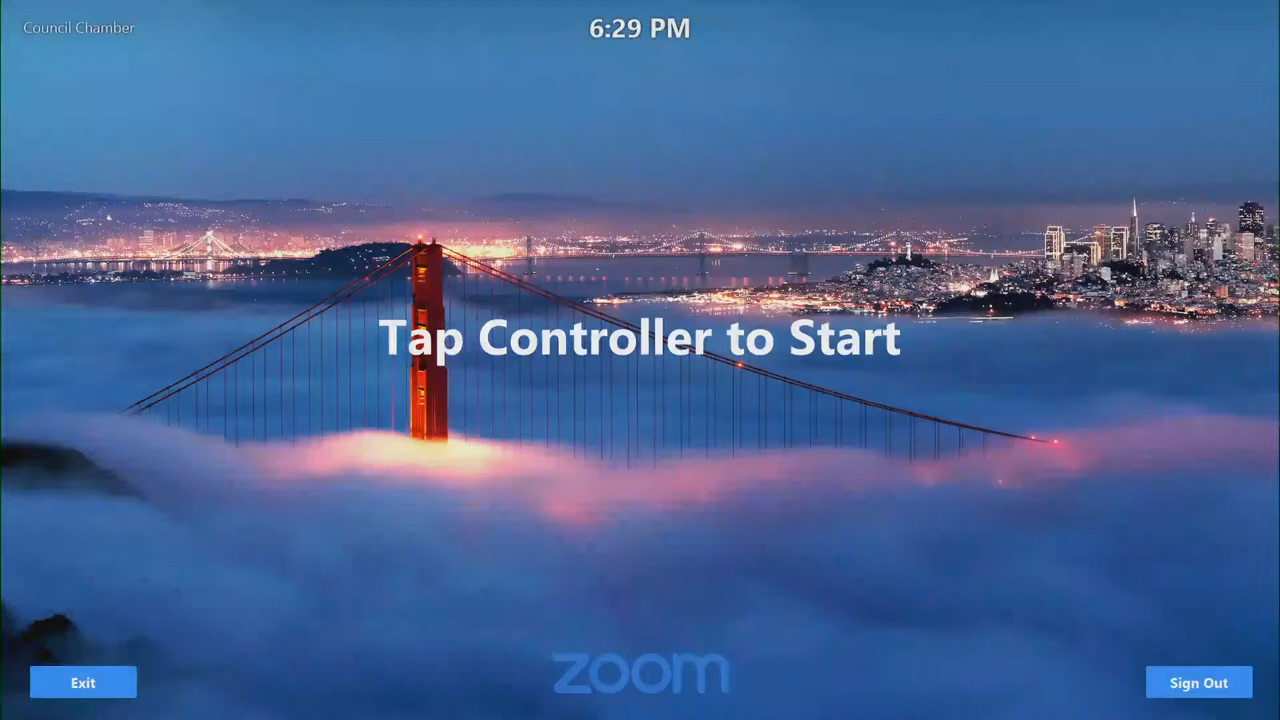 Council Chamber
6:29 PM
Tap Controller to Start
zoom
Exit
Sign Out